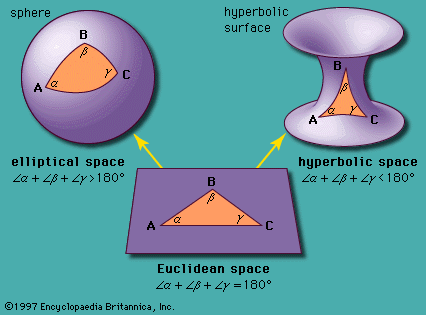 sphere
B
β
A
α
γ
C
elliptical space
∠α + ∠β + ∠γ > 180°
hyperbolic
surface
B
β
A
α
γ
C
hyperbolic space
∠α + ∠β + ∠γ < 180°
B
β
A
α
γ
C
Euclidean space
∠α + ∠β + ∠γ = 180°
©1997 Encyclopaedia Britannica, Inc.